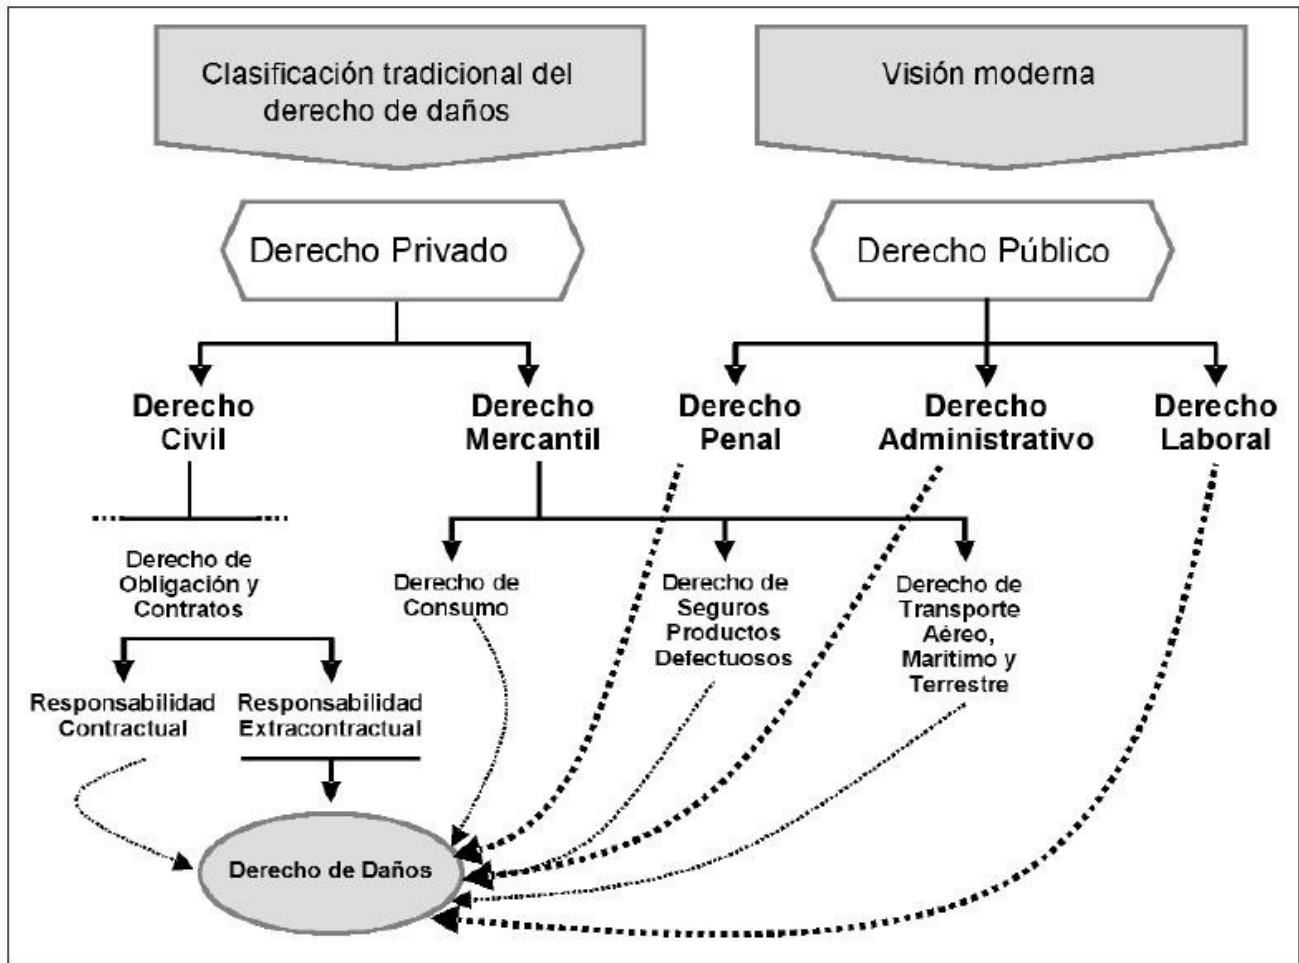 Clasificación tradicional del
derecho de daños
Visión moderna
Derecho Privado
Derecho Público
Derecho
Civil
Derecho
Mercantil
Derecho
Penal
Derecho
Administrativo
Derecho
Laboral
Derecho de
Obligación y
Contratos
Derecho de
Consumo
Derecho de
Seguros
Productos
Defectuosos
Derecho de
Transporte
Aéreo,
Marítimo y
Terrestre
Responsabilidad
Contractual
Responsabilidad
Extracontractual
Derecho de Daños